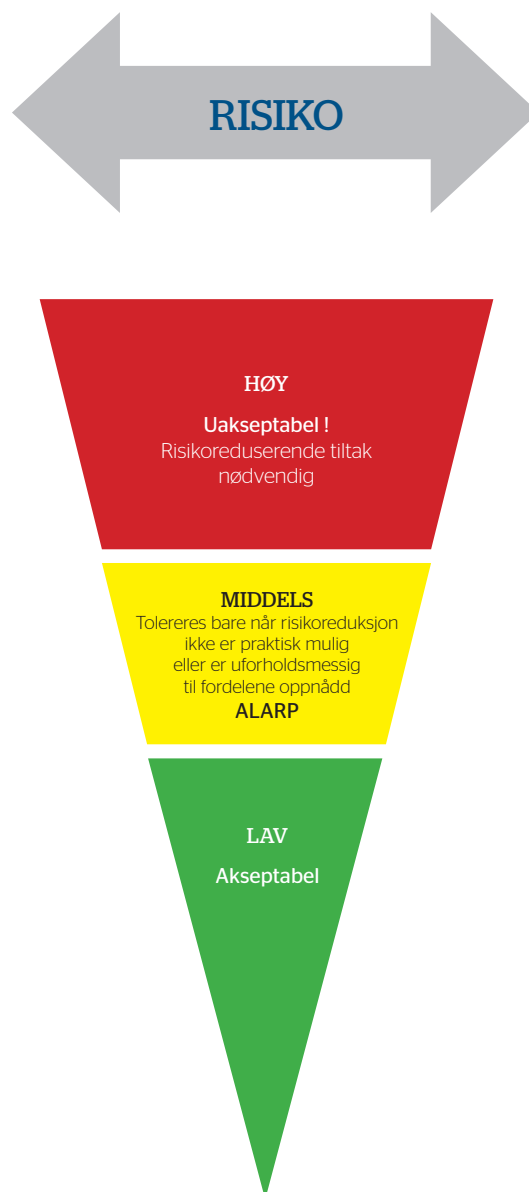 RISIKO
HØY
Uakseptabel !
Risikoreduserende tiltak
nødvendig
MIDDELS
Tolereres bare når risikoreduksjon
ikke er praktisk mulig
eller er uforholdsmessig
til fordelene oppnådd
ALARP
LAV
Akseptabel